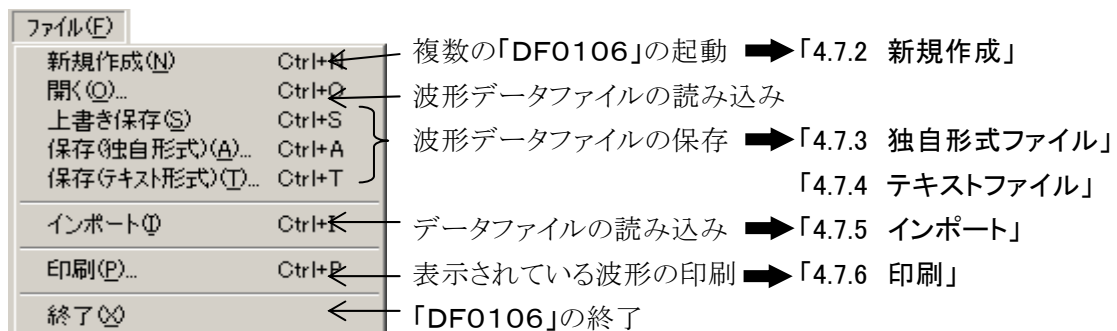 ファイル(F)
新規作成(N) Ctrl+N 複数の「DF0106」の起動 ➡「4.7.2 新規作成」
開く(O)... Ctrl+O 波形データファイルの読み込み
上書き保存(S) Ctrl+S
保存(独自形式)(A)... Ctrl+A 波形データファイルの保存 ➡「4.7.3 独自形式ファイル」
保存(テキスト形式)(T)... Ctrl+T 「4.7.4 テキストファイル」
インポート(I) Ctrl+I データファイルの読み込み ➡「4.7.5 インポート」
印刷(P)... Ctrl+P 表示されている波形の印刷 ➡「4.7.6 印刷」
終了(X) 「DF0106」の終了